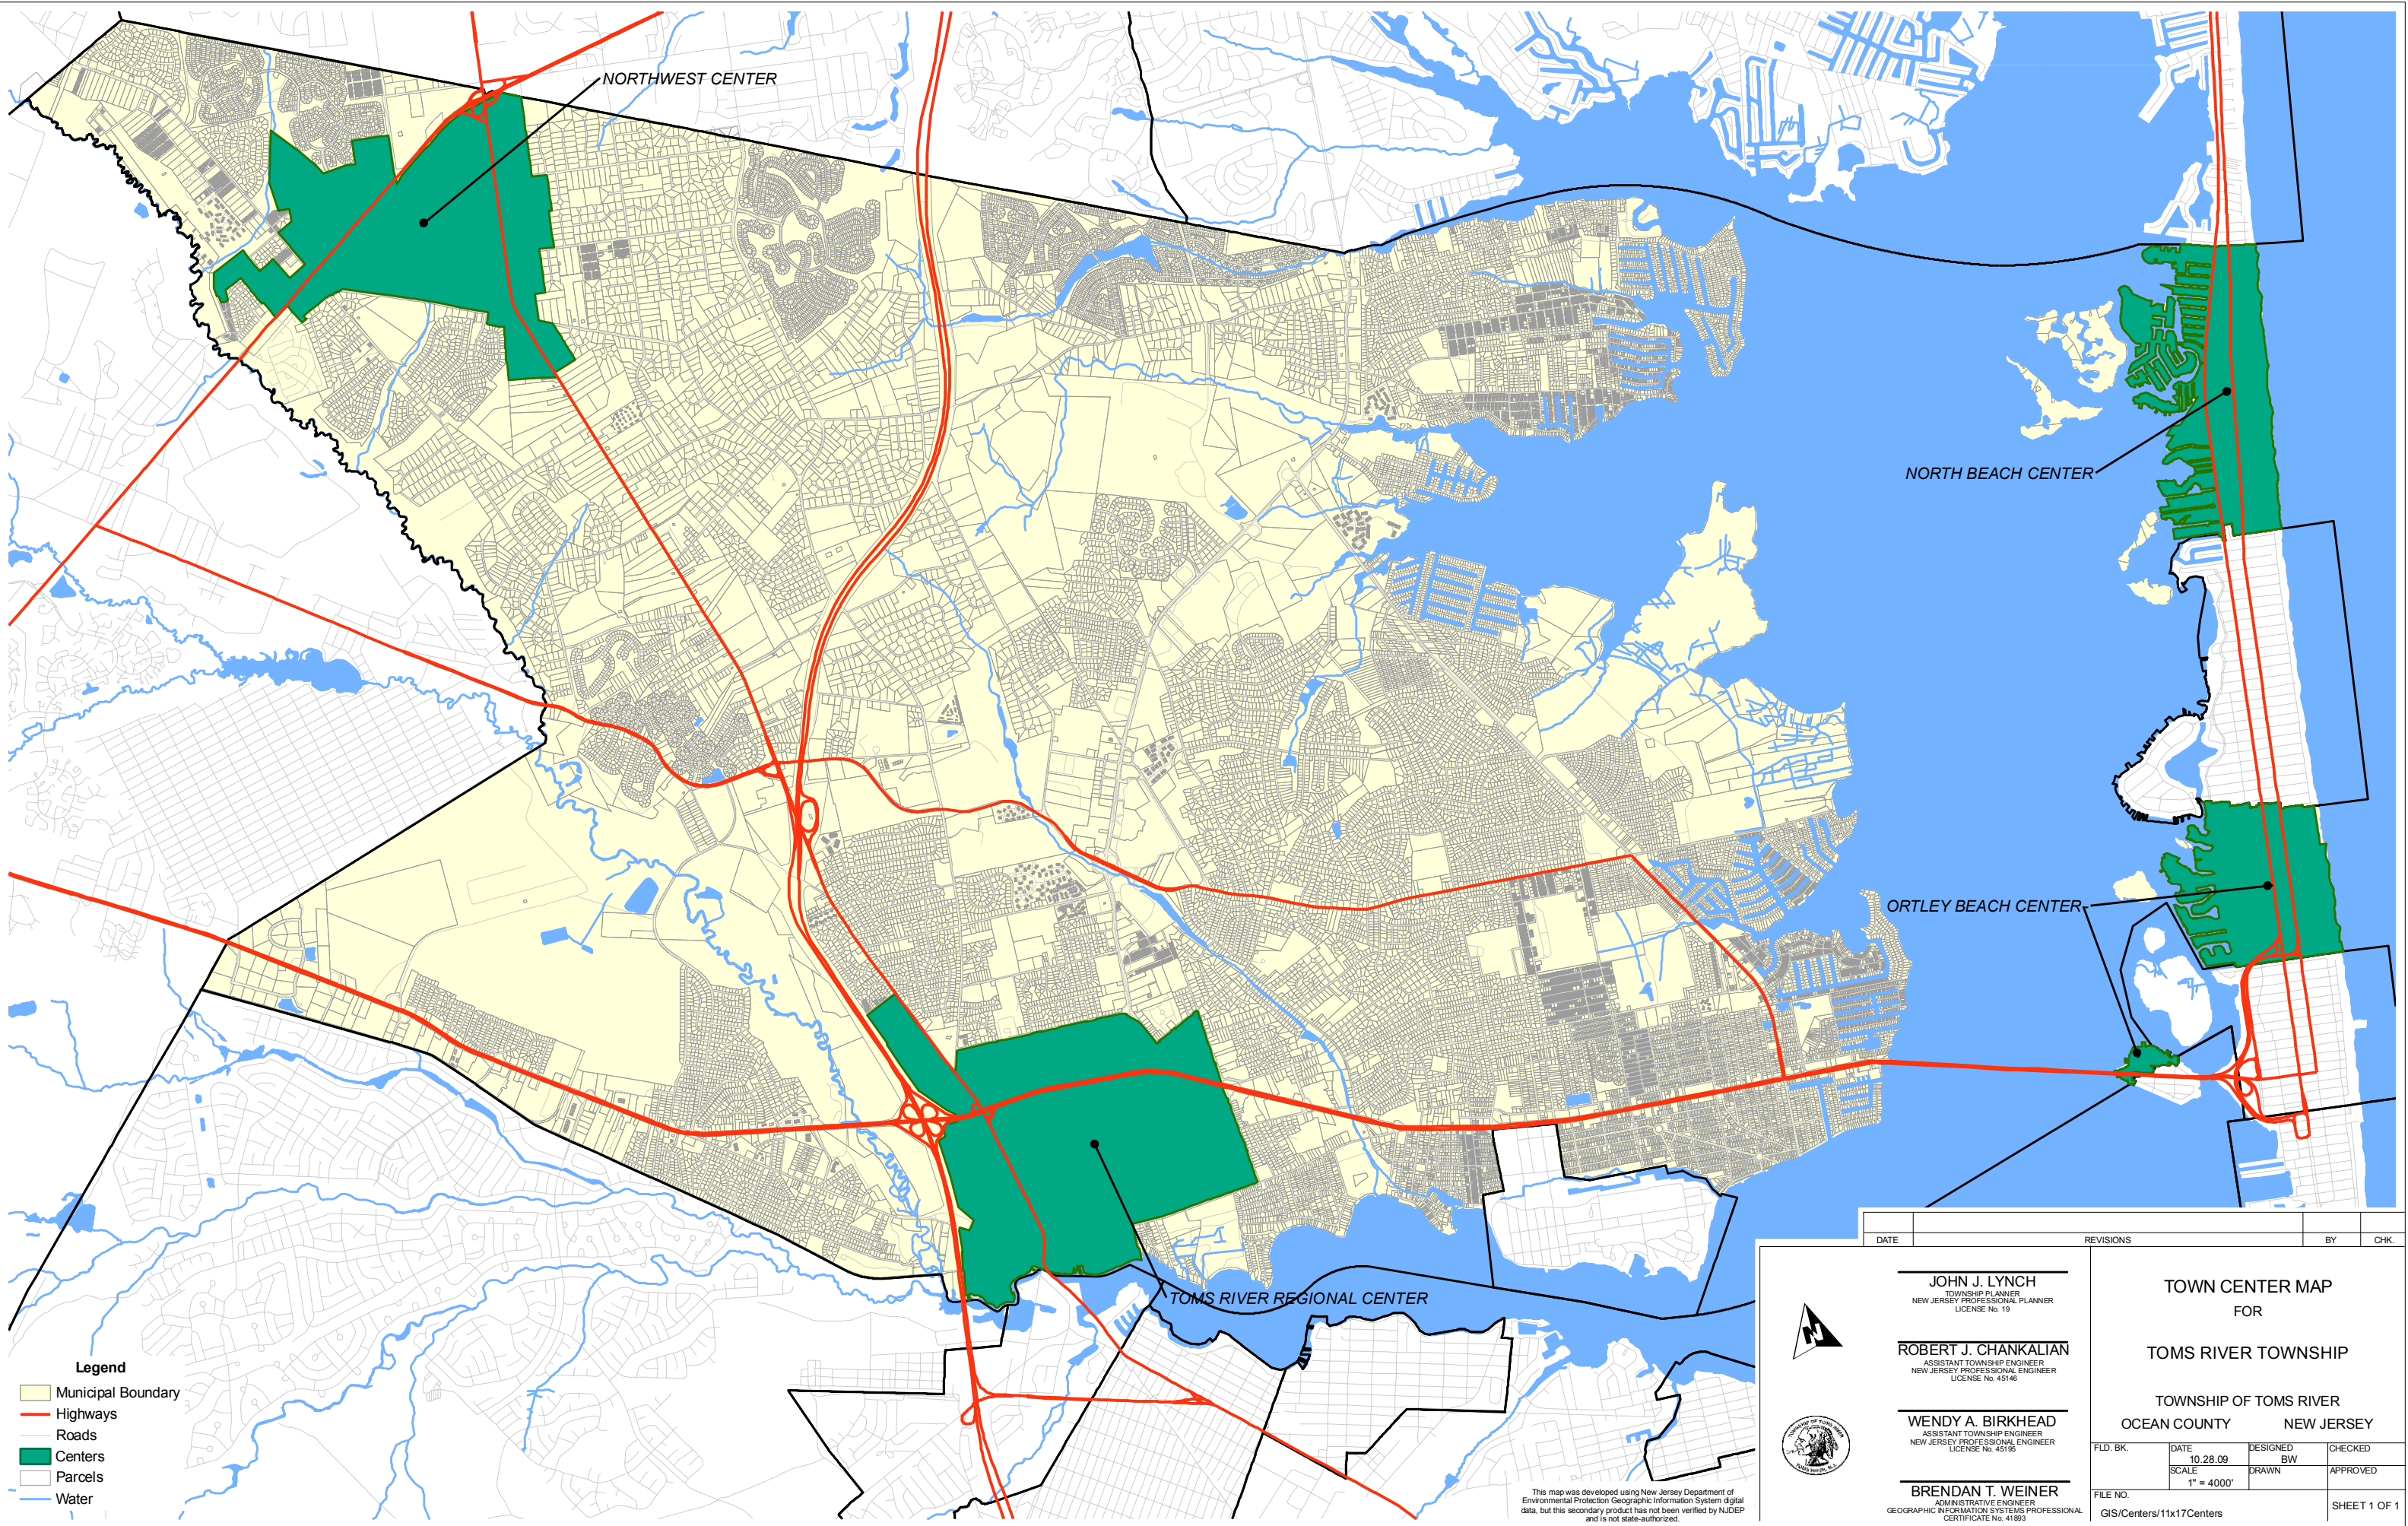 NORTHWEST CENTER
NORTH BEACH CENTER
ORTLEY BEACH CENTER
TOMS RIVER REGIONAL CENTER
Legend
Municipal Boundary
Highways
Roads
Centers
Parcels
Water
This map was developed using New Jersey Department of
Environmental Protection Geographic Information System digital
data, but this secondary product has not been verified by NJDEP
and is not state-authorized.
DATE REVISIONS BY CHK.
N
TOWNSHIP OF TOMS RIVER
JOHN J. LYNCH
TOWNSHIP PLANNER
NEW JERSEY PROFESSIONAL PLANNER
LICENSE No. 19
ROBERT J. CHANKALIAN
ASSISTANT TOWNSHIP ENGINEER
NEW JERSEY PROFESSIONAL ENGINEER
LICENSE No. 45146
WENDY A. BIRKHEAD
ASSISTANT TOWNSHIP ENGINEER
NEW JERSEY PROFESSIONAL ENGINEER
LICENSE No. 45195
BRENDAN T. WEINER
ADMINISTRATIVE ENGINEER
GEOGRAPHIC INFORMATION SYSTEMS PROFESSIONAL
CERTIFICATE No. 41893
TOWN CENTER MAP
FOR
TOMS RIVER TOWNSHIP
TOWNSHIP OF TOMS RIVER
OCEAN COUNTY NEW JERSEY
FLD. BK. DATE DESIGNED CHECKED
10.28.09 BW
SCALE DRAWN APPROVED
1" = 4000'
FILE NO.
GIS/Centers/11x17Centers
SHEET 1 OF 1